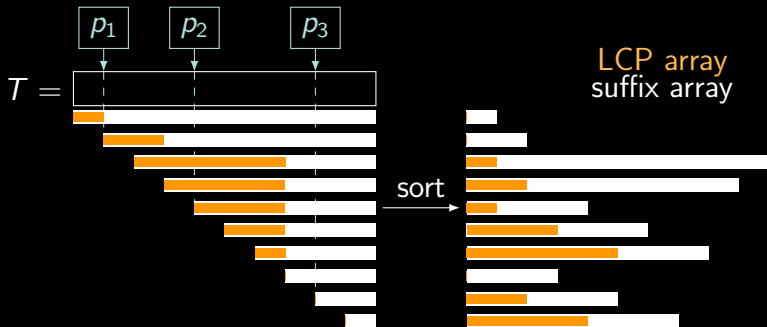 p₁ p₂ p₃
LCP array
T =
suffix array
sort